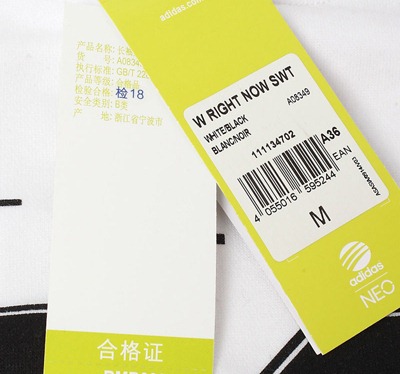 产品名称: 长袖
货 号: A0834
执行标准: GB/T 22
产品等级: 合格品
检验合格: 检18
安全类别: B类
产 地: 浙江省宁波市
合格证
adidas.com
W RIGHT NOW SWT
WHITE/BLACK
BLANC/NOIR
A08349
111134702
A36
EAN
4 055016 595244
M
adidas
NEO